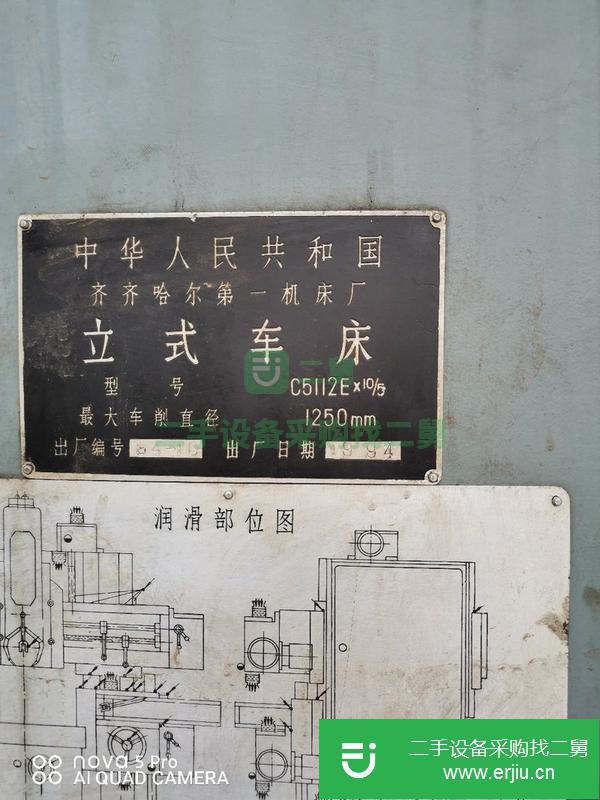 中华人民共和国
齐齐哈尔第一机床厂
立式车床
型号 C5112E×10/5
最大车削直径 1250mm
出厂编号 出厂日期 1994
二舅
二手设备采购找二舅
润滑部位图
nova 5 Pro
AI QUAD CAMERA
二手设备采购找二舅
www.erjiu.cn